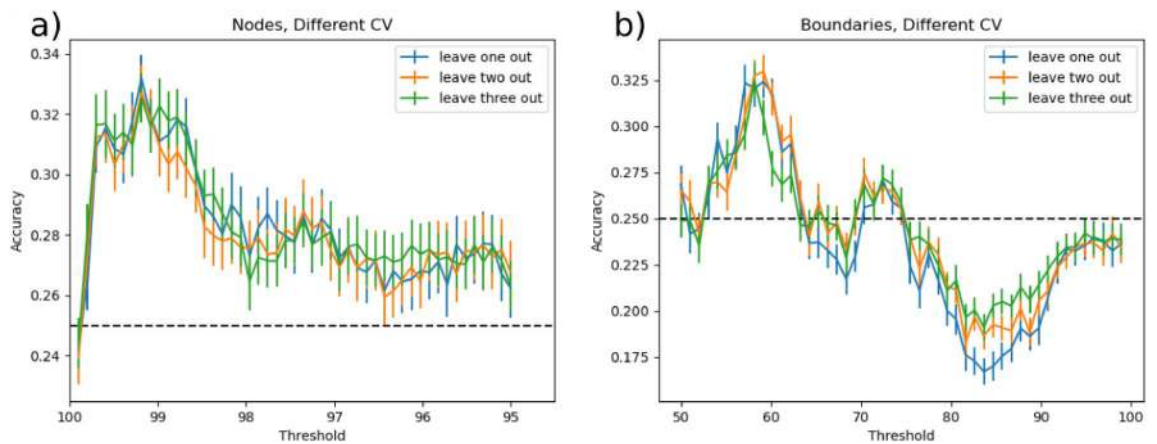 a)
Nodes, Different CV
leave one out
leave two out
leave three out
0.34
0.32
0.30
0.28
0.26
0.24
Accuracy
100
99
98
97
96
95
Threshold
b)
Boundaries, Different CV
leave one out
leave two out
leave three out
0.325
0.300
0.275
0.250
0.225
0.200
0.175
Accuracy
50
60
70
80
90
100
Threshold